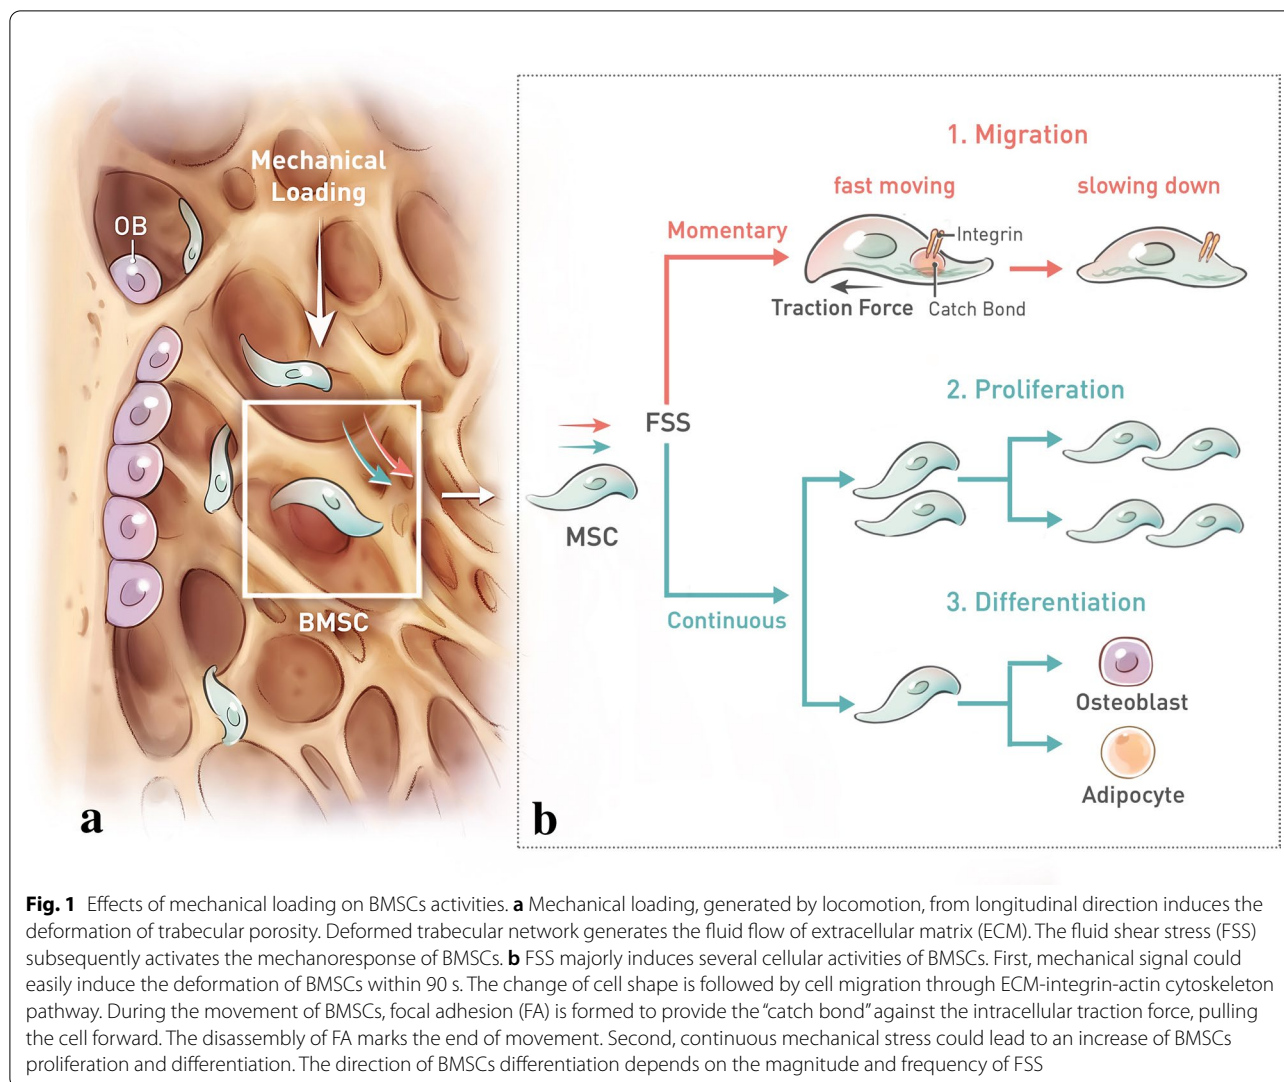 Mechanical
Loading
OB
BMSC
a
1. Migration
fast moving
slowing down
Momentary
Integrin
Traction Force
Catch Bond
FSS
MSC
2. Proliferation
Continuous
3. Differentiation
Osteoblast
Adipocyte
b
Fig. 1 Effects of mechanical loading on BMSCs activities. a Mechanical loading, generated by locomotion, from longitudinal direction induces the
deformation of trabecular porosity. Deformed trabecular network generates the fluid flow of extracellular matrix (ECM). The fluid shear stress (FSS)
subsequently activates the mechanoresponse of BMSCs. b FSS majorly induces several cellular activities of BMSCs. First, mechanical signal could
easily induce the deformation of BMSCs within 90 s. The change of cell shape is followed by cell migration through ECM-integrin-actin cytoskeleton
pathway. During the movement of BMSCs, focal adhesion (FA) is formed to provide the “catch bond” against the intracellular traction force, pulling
the cell forward. The disassembly of FA marks the end of movement. Second, continuous mechanical stress could lead to an increase of BMSCs
proliferation and differentiation. The direction of BMSCs differentiation depends on the magnitude and frequency of FSS